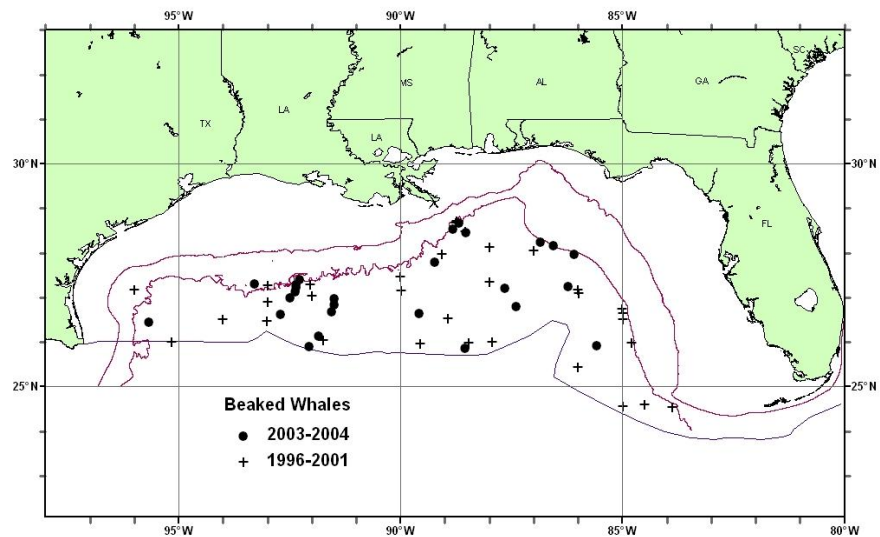 95°W 90°W 85°W
SC
MS AL GA
LA
TX
LA
30°N 30°N
FL
25°N 25°N
Beaked Whales
2003-2004
1996-2001
95°W 90°W 85°W 80°W